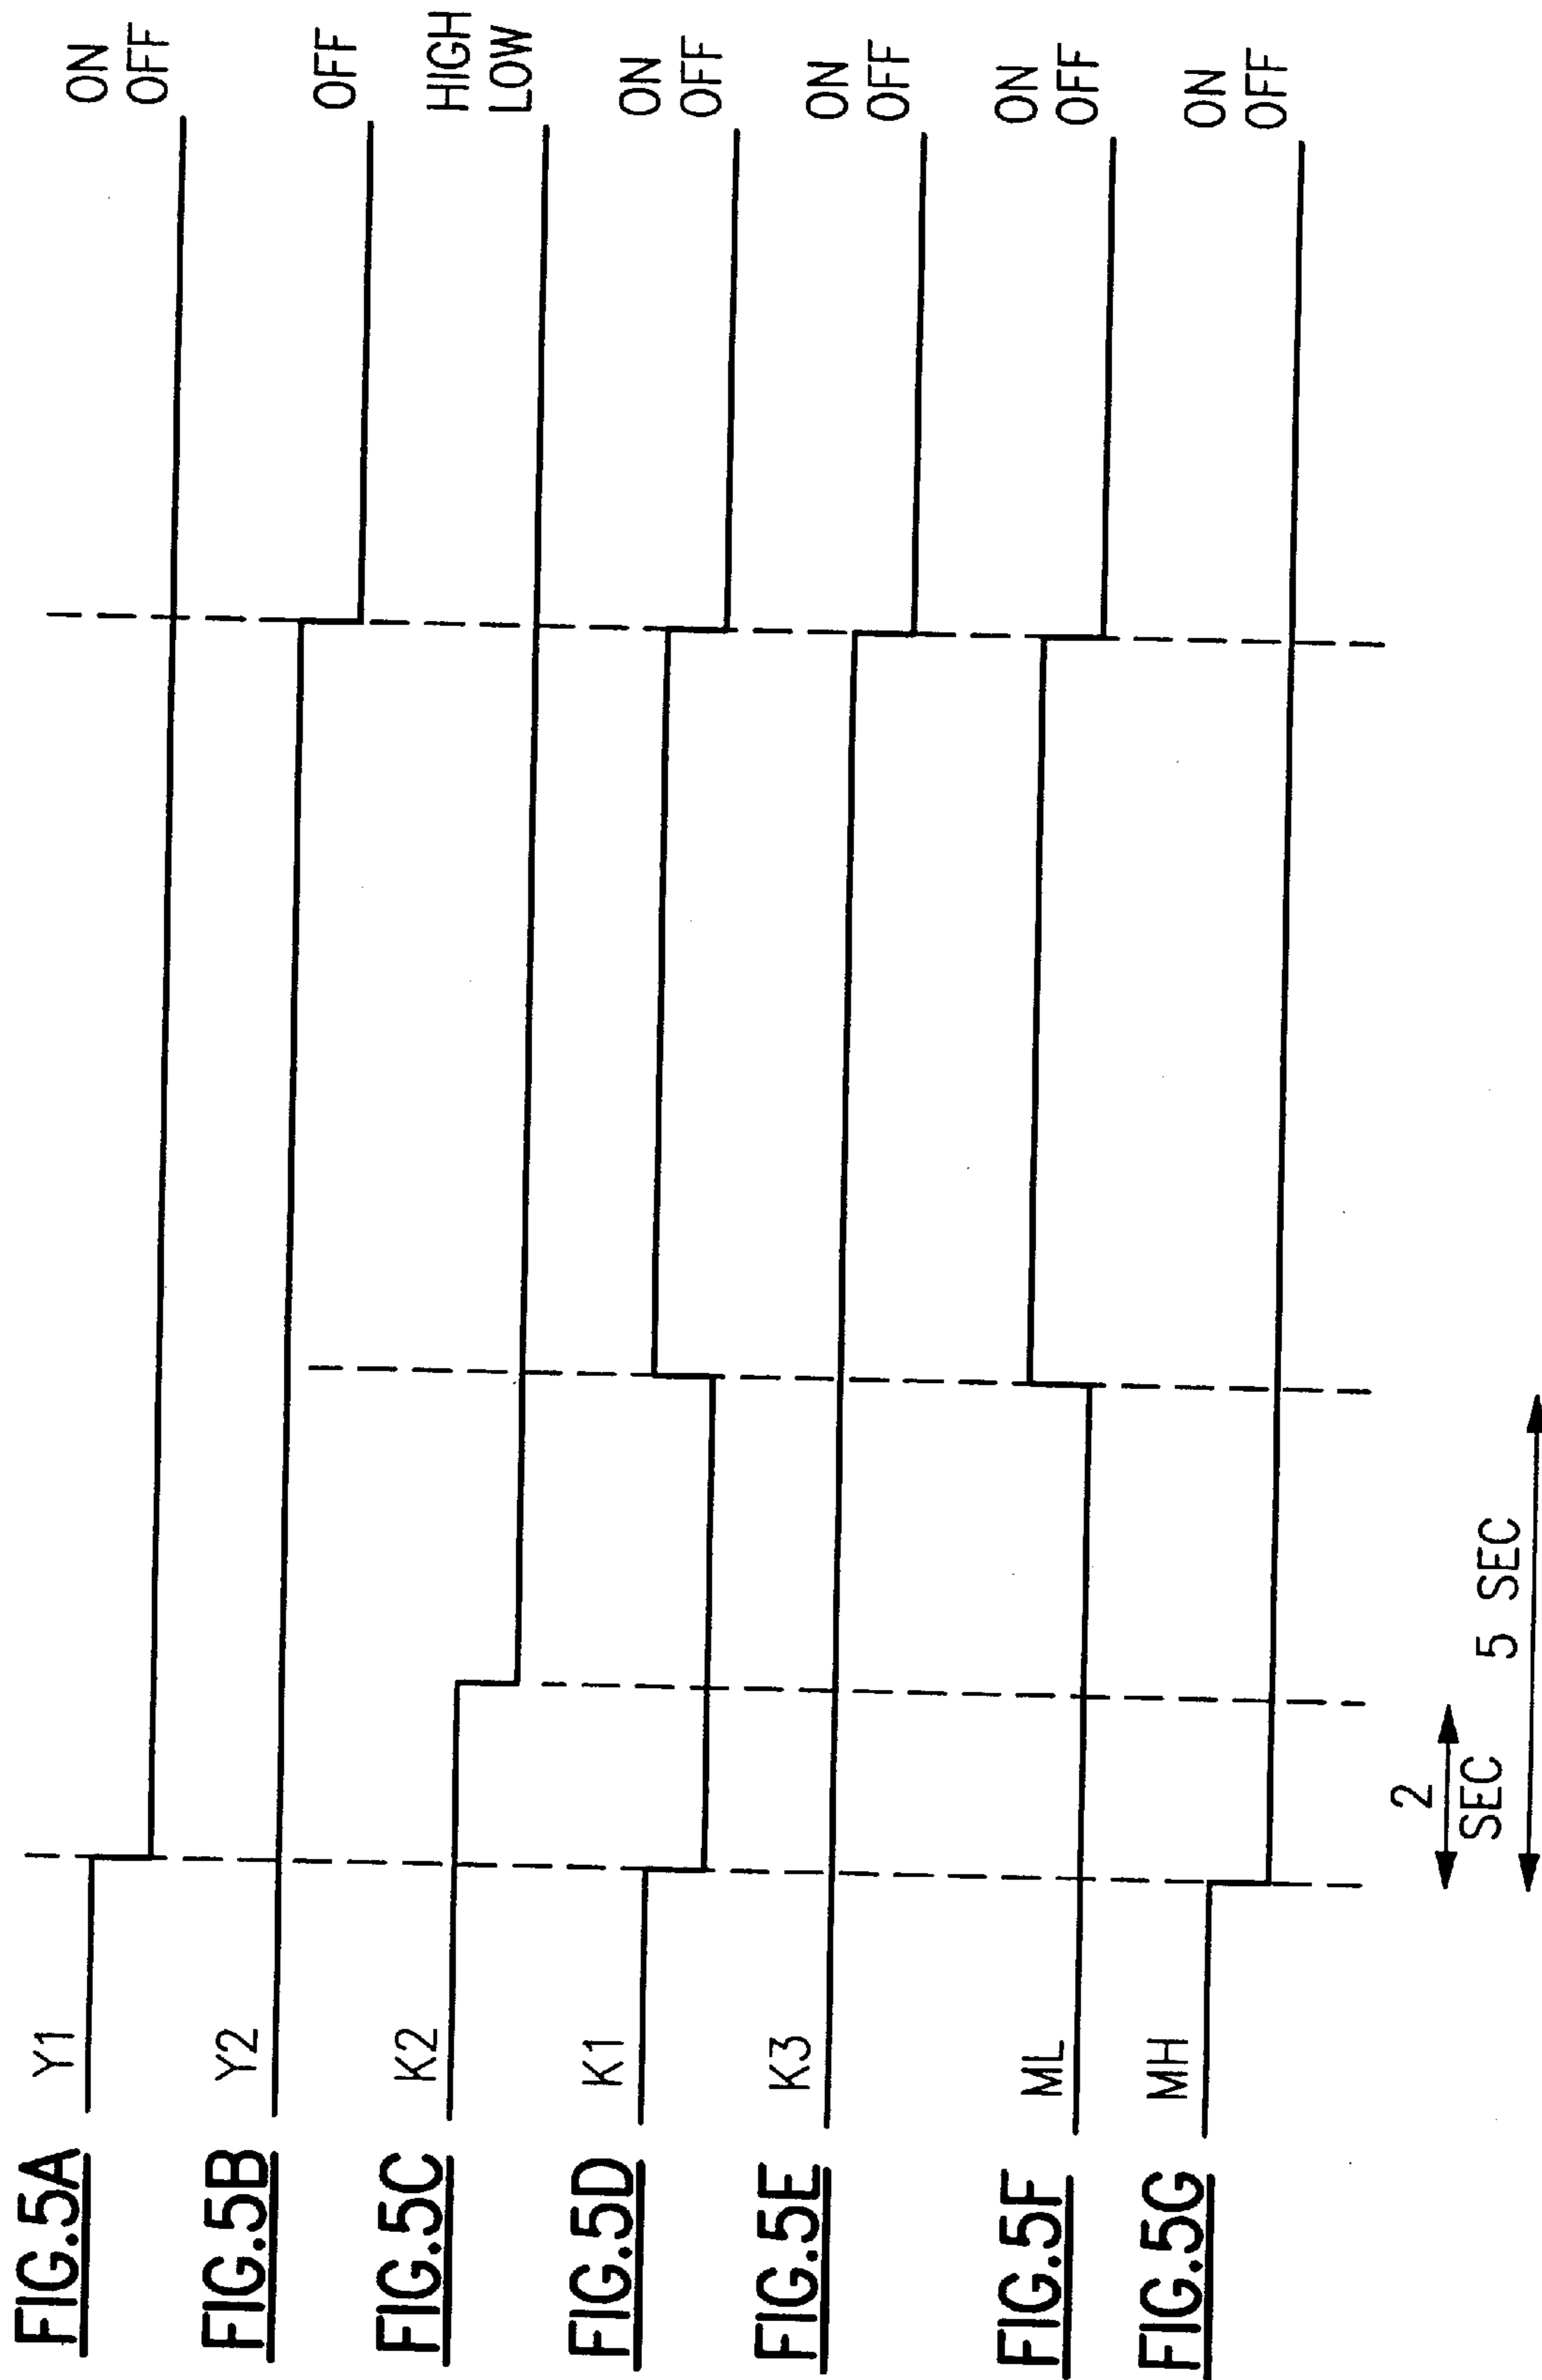 FIG.5A Y1 ON
OFF
FIG.5B Y2 OFF
FIG.5C K2 HIGH
LOW
FIG.5D K1 ON
OFF
FIG.5E K3 ON
OFF
FIG.5F ML ON
OFF
FIG.5G MH ON
OFF
2
SEC
5 SEC